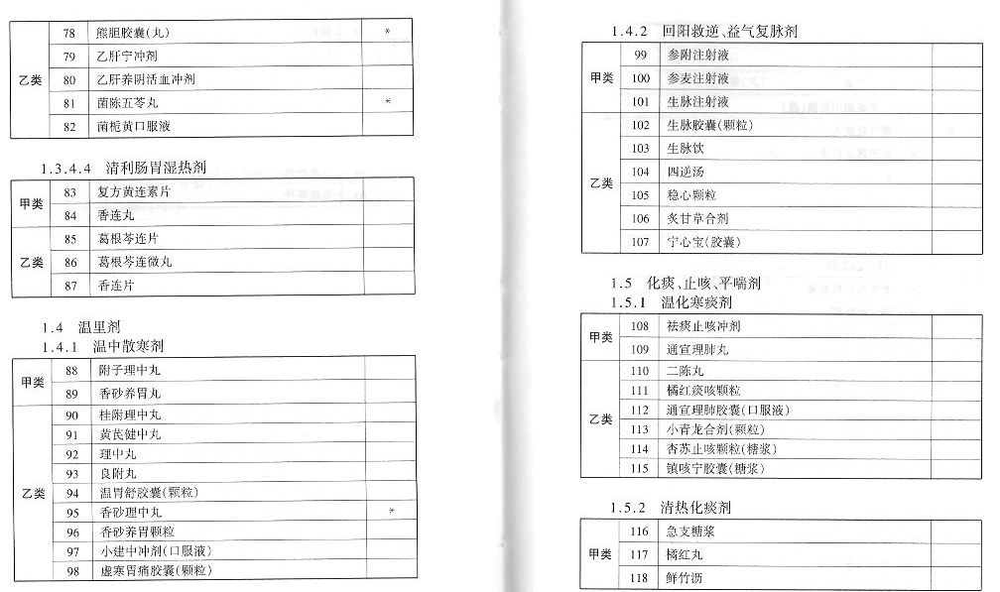 乙类
78 熊胆胶囊(丸) *
79 乙肝宁冲剂
80 乙肝养阴活血冲剂
81 茵陈五苓丸 *
82 茵栀黄口服液
1.3.4.4 清利肠胃湿热剂
甲类
83 复方黄连素片
84 香连丸
乙类
85 葛根芩连片
86 葛根芩连微丸
87 香连片
1.4 温里剂
1.4.1 温中散寒剂
甲类
88 附子理中丸
89 香砂养胃丸
乙类
90 桂附理中丸
91 黄芪健中丸
92 理中丸
93 良附丸
94 温胃舒胶囊(颗粒)
95 香砂理中丸 *
96 香砂养胃颗粒
97 小建中冲剂(口服液)
98 虚寒胃痛胶囊(颗粒)
1.4.2 回阳救逆、益气复脉剂
甲类
99 参附注射液
100 参麦注射液
101 生脉注射液
乙类
102 生脉胶囊(颗粒)
103 生脉饮
104 四逆汤
105 稳心颗粒
106 炙甘草合剂
107 宁心宝(胶囊)
1.5 化痰、止咳、平喘剂
1.5.1 温化寒痰剂
甲类
108 祛痰止咳冲剂
109 通宣理肺丸
乙类
110 二陈丸
111 橘红痰咳颗粒
112 通宣理肺胶囊(口服液)
113 小青龙合剂(颗粒)
114 杏苏止咳颗粒(糖浆)
115 镇咳宁胶囊(糖浆)
1.5.2 清热化痰剂
甲类
116 急支糖浆
117 橘红丸
118 鲜竹沥